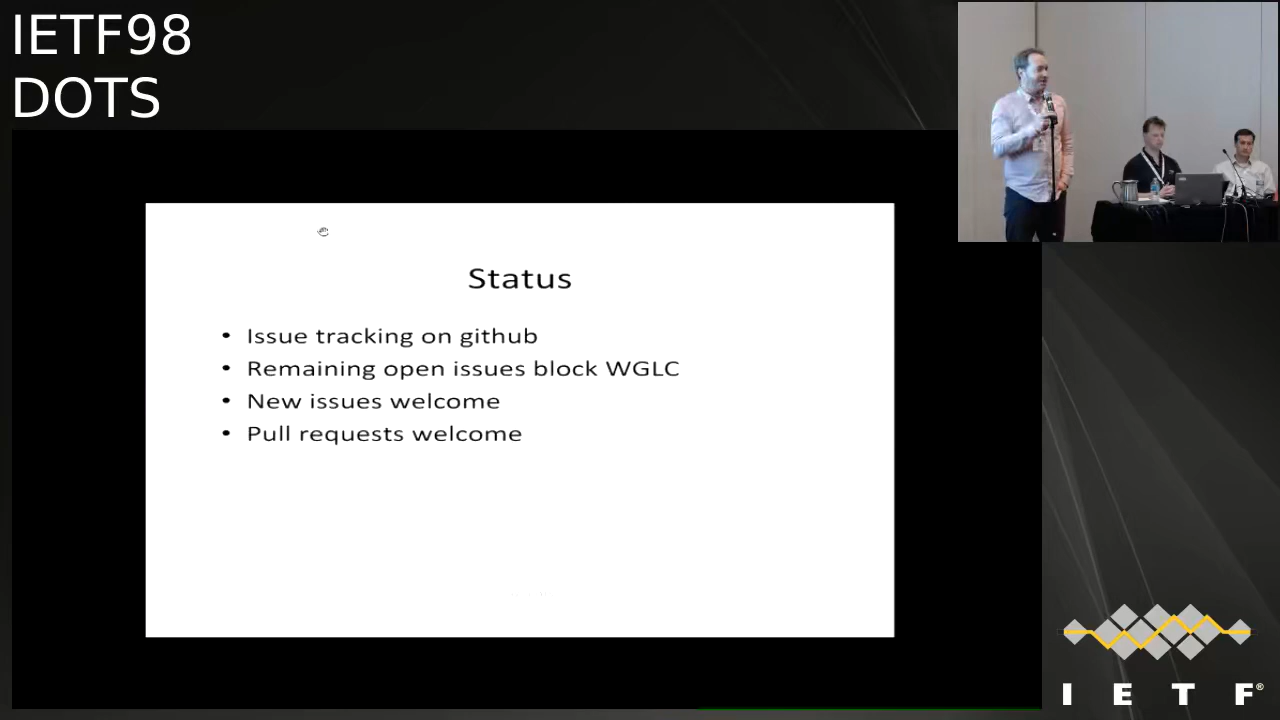 IETF98
DOTS
Status
• Issue tracking on github
• Remaining open issues block WGLC
• New issues welcome
• Pull requests welcome
I E T F®